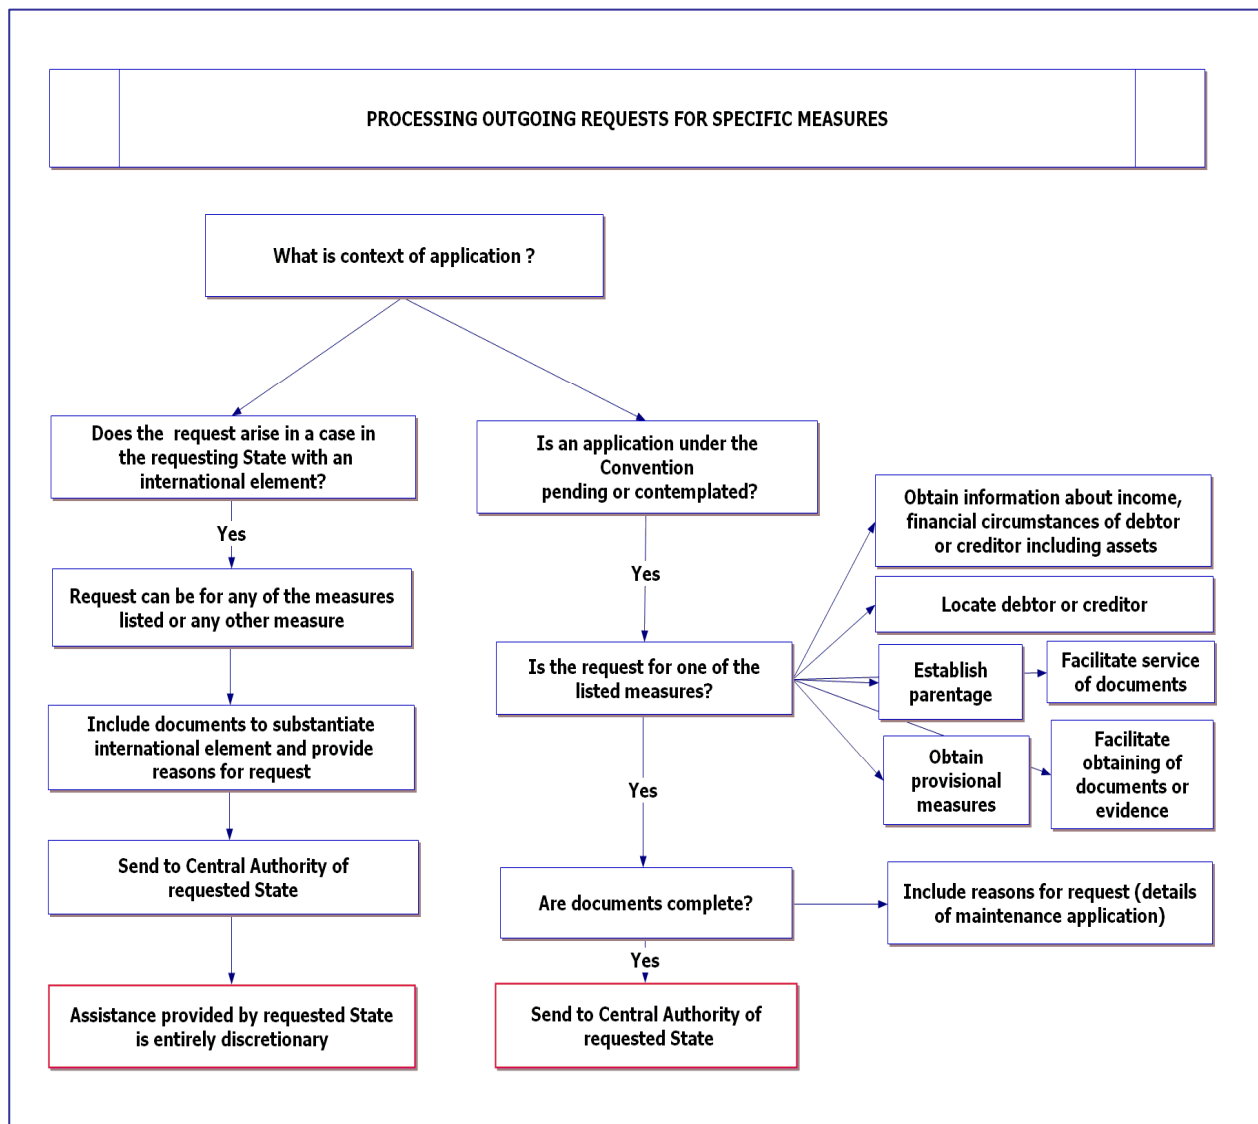 PROCESSING OUTGOING REQUESTS FOR SPECIFIC MEASURES
What is context of application ?
Does the request arise in a case in
the requesting State with an
international element?
Yes
Request can be for any of the measures
listed or any other measure
Include documents to substantiate
international element and provide
reasons for request
Send to Central Authority of
requested State
Assistance provided by requested State
is entirely discretionary
Is an application under the
Convention
pending or contemplated?
Yes
Is the request for one of the
listed measures?
Obtain information about income,
financial circumstances of debtor
or creditor including assets
Locate debtor or creditor
Establish
parentage
Facilitate service
of documents
Obtain
provisional
measures
Facilitate
obtaining of
documents or
evidence
Yes
Are documents complete?
Include reasons for request (details
of maintenance application)
Yes
Send to Central Authority of
requested State